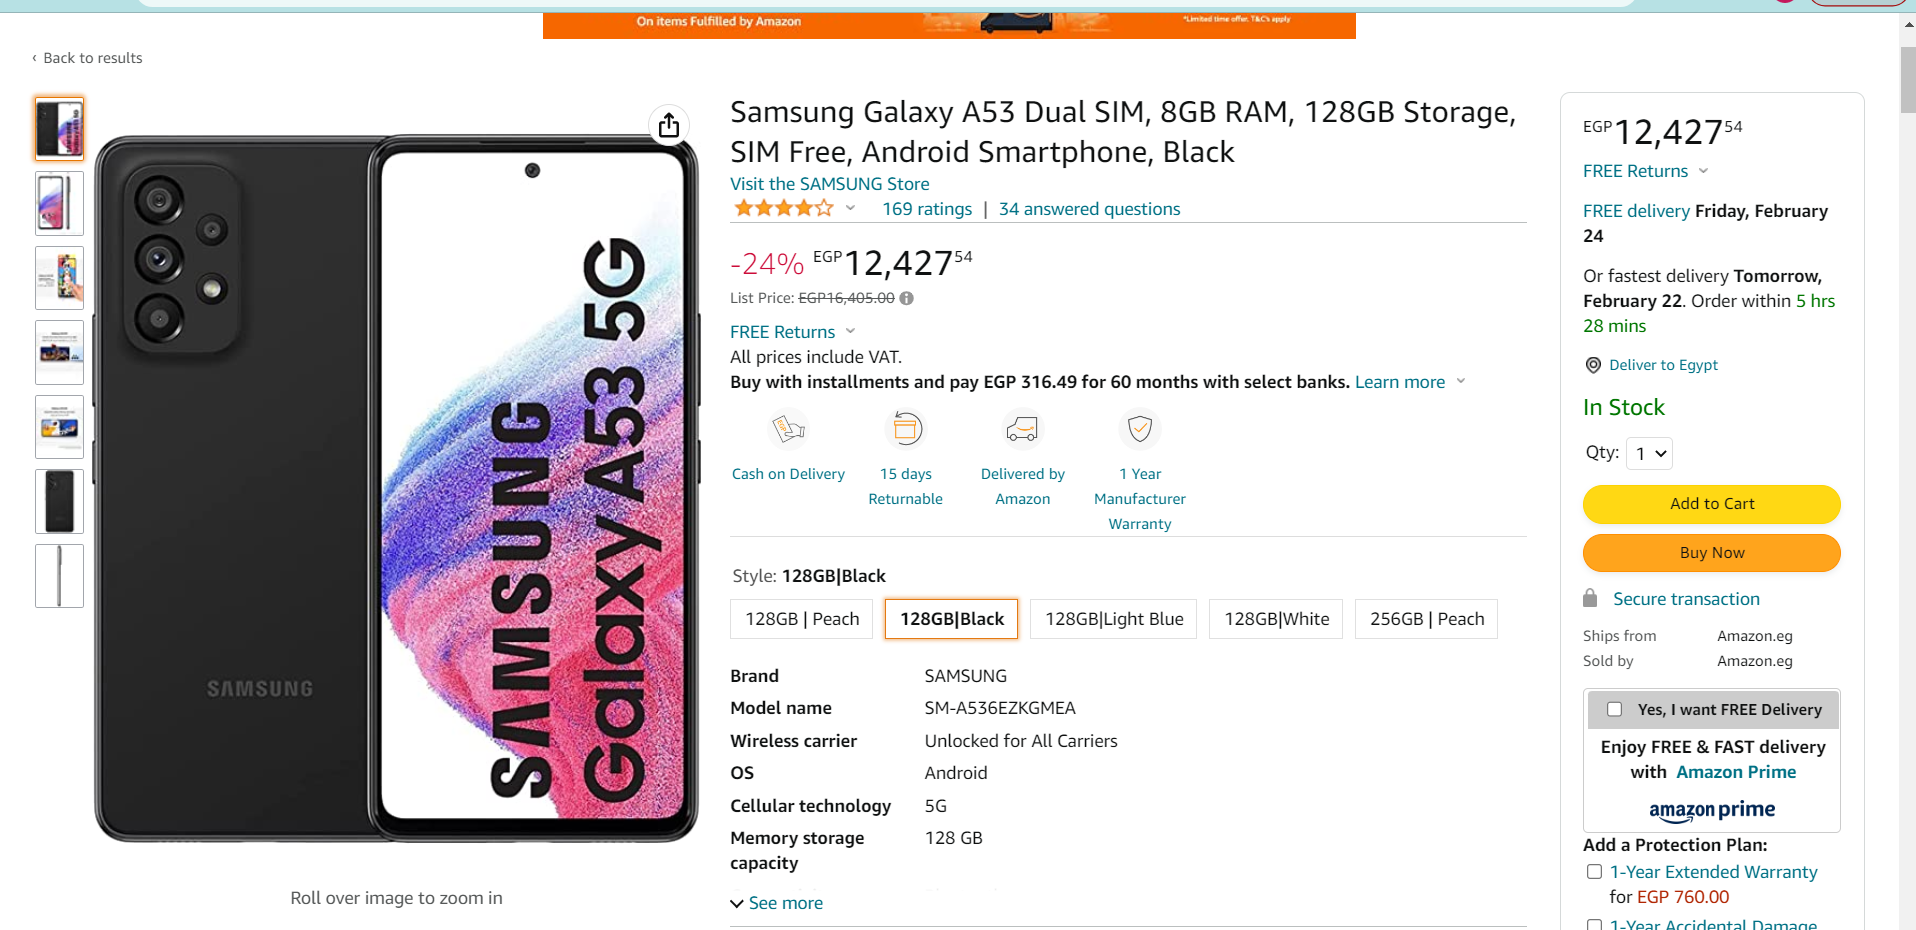 On items Fulfilled by Amazon
*Limited time offer. T&C's apply
‹ Back to results
SAMSUNG
SAMSUNG
Galaxy A53 5G
Roll over image to zoom in
Samsung Galaxy A53 Dual SIM, 8GB RAM, 128GB Storage,
SIM Free, Android Smartphone, Black
Visit the SAMSUNG Store
169 ratings | 34 answered questions
-24% EGP12,42754
List Price: EGP16,405.00
FREE Returns
All prices include VAT.
Buy with installments and pay EGP 316.49 for 60 months with select banks. Learn more
Cash on Delivery
15 days
Returnable
Delivered by
Amazon
1 Year
Manufacturer
Warranty
Style: 128GB|Black
128GB | Peach
128GB|Black
128GB|Light Blue
128GB|White
256GB | Peach
Brand SAMSUNG
Model name SM-A536EZKGMEA
Wireless carrier Unlocked for All Carriers
OS Android
Cellular technology 5G
Memory storage 128 GB
capacity
See more
EGP12,42754
FREE Returns
FREE delivery Friday, February
24
Or fastest delivery Tomorrow,
February 22. Order within 5 hrs
28 mins
Deliver to Egypt
In Stock
Qty: 1
Add to Cart
Buy Now
Secure transaction
Ships from Amazon.eg
Sold by Amazon.eg
Yes, I want FREE Delivery
Enjoy FREE & FAST delivery
with Amazon Prime
amazon prime
Add a Protection Plan:
1-Year Extended Warranty
for EGP 760.00
1-Year Accidental Damage